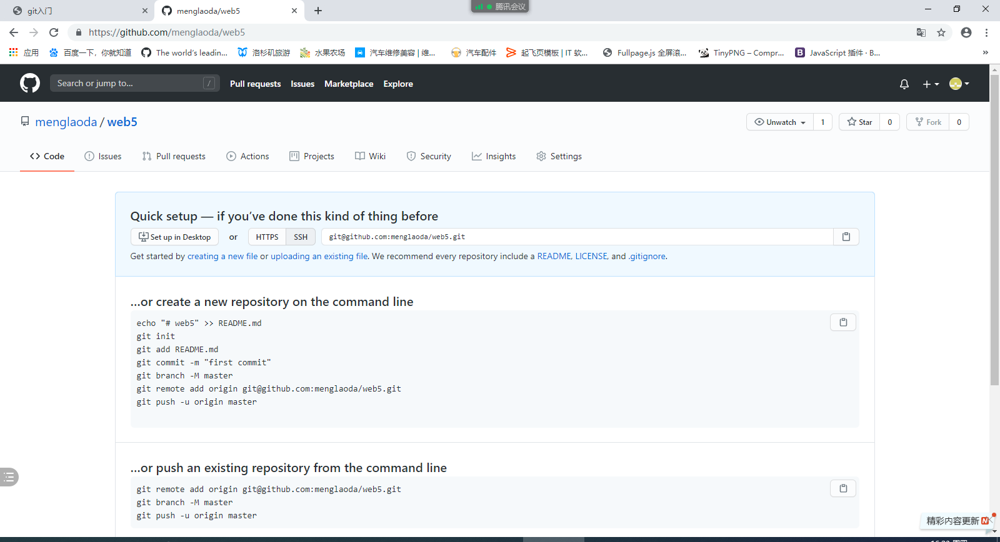 git入门
menglaoda/web5
腾讯会议
https://github.com/menglaoda/web5
应用
百度一下，你就知道
The world's leadin...
洛杉矶旅游
水果农场
汽车维修美容 | 维...
汽车配件
起飞页模板 | IT 软...
Fullpage.js 全屏滚...
TinyPNG – Compr...
JavaScript 插件 · B...
»
Search or jump to...
/
Pull requests
Issues
Marketplace
Explore
menglaoda / web5
Unwatch 1
Star 0
Fork 0
Code
Issues
Pull requests
Actions
Projects
Wiki
Security
Insights
Settings
Quick setup — if you've done this kind of thing before
Set up in Desktop or HTTPS SSH git@github.com:menglaoda/web5.git
Get started by creating a new file or uploading an existing file. We recommend every repository include a README, LICENSE, and .gitignore.
...or create a new repository on the command line
echo "# web5" >> README.md
git init
git add README.md
git commit -m "first commit"
git branch -M master
git remote add origin git@github.com:menglaoda/web5.git
git push -u origin master
...or push an existing repository from the command line
git remote add origin git@github.com:menglaoda/web5.git
git branch -M master
git push -u origin master
精彩内容更新